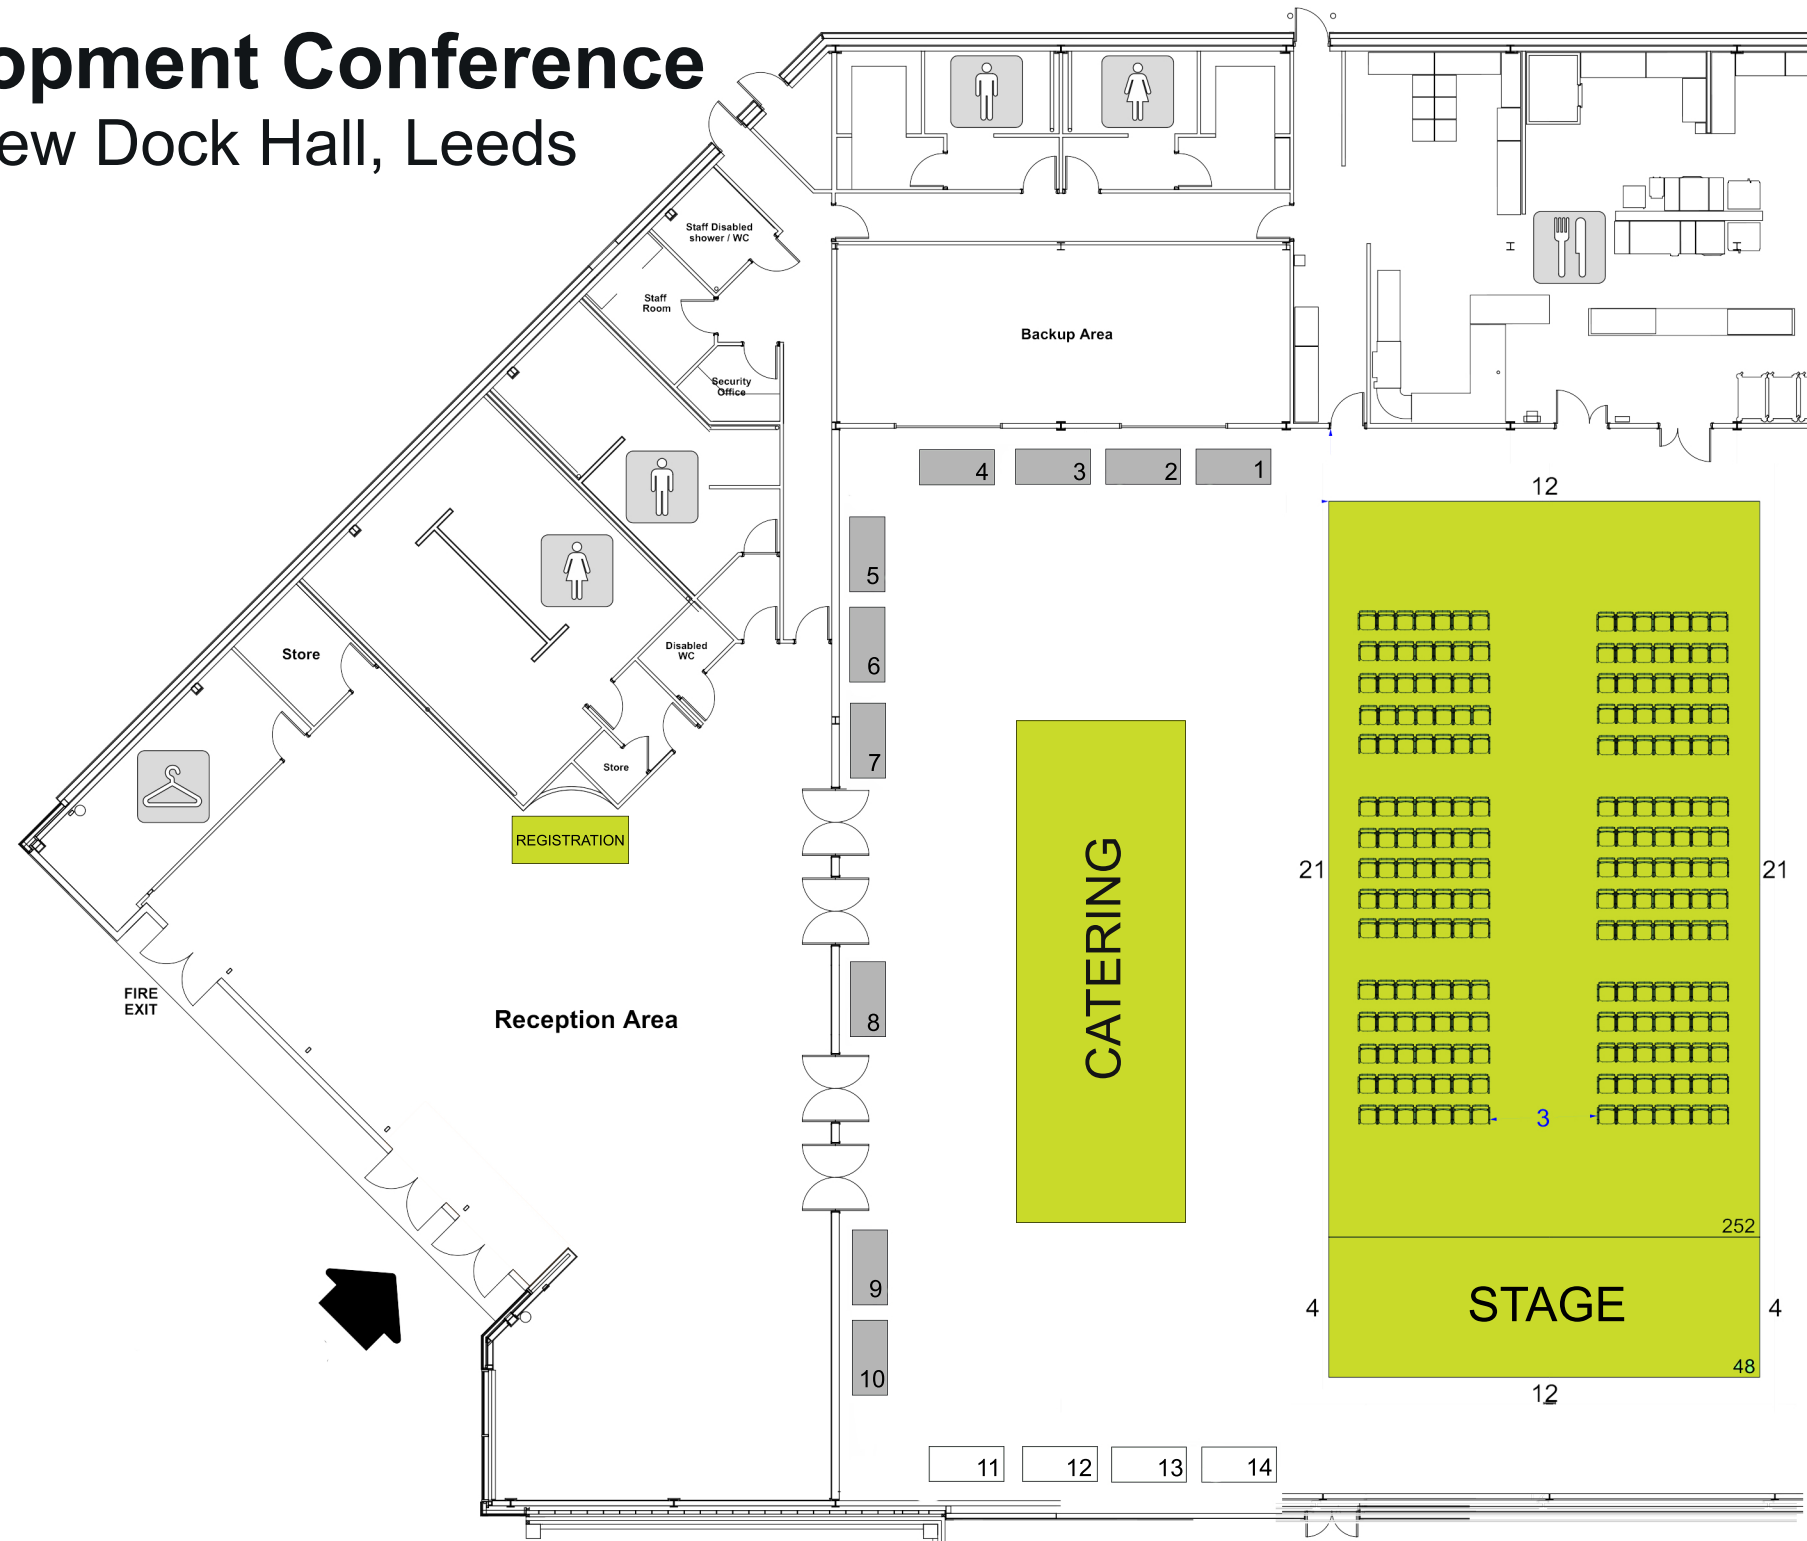 opment Conference
ew Dock Hall, Leeds
Staff Disabled
shower / WC
Staff
Room
Security
Office
Backup Area
4
3
2
1
12
5
6
7
Store
Disabled
WC
Store
REGISTRATION
CATERING
21
21
FIRE
EXIT
Reception Area
8
3
252
9
10
4
STAGE
4
48
12
11
12
13
14